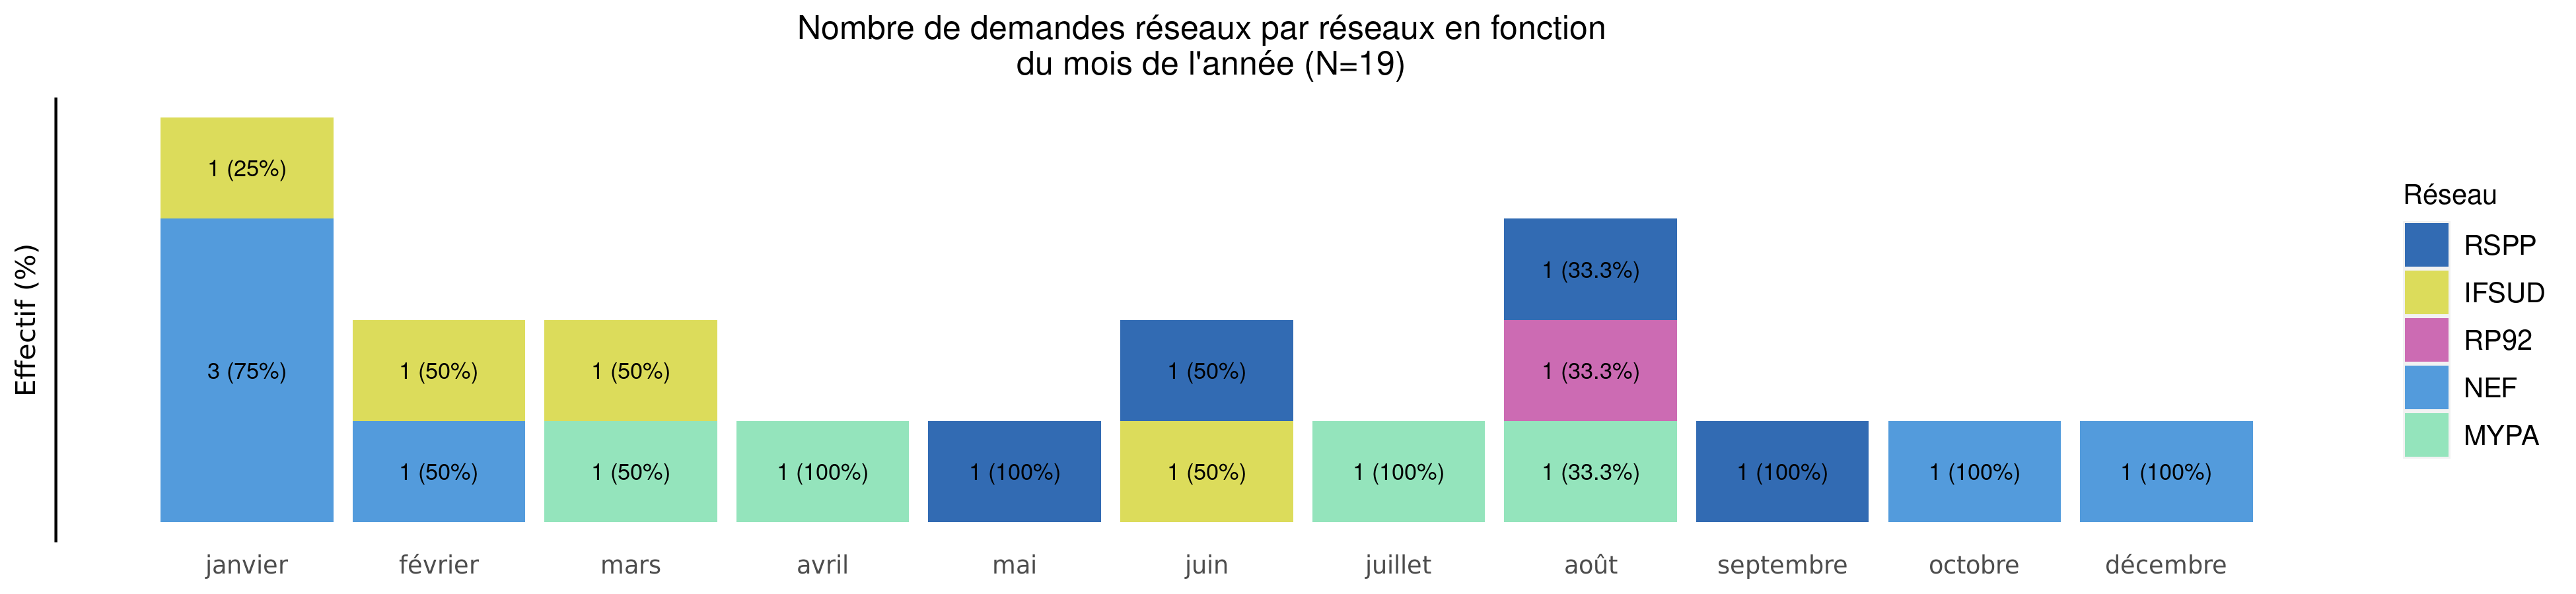 Nombre de demandes réseaux par réseaux en fonction
du mois de l'année (N=19)
Effectif (%)
1 (25%)
3 (75%)
1 (50%)
1 (50%)
1 (50%)
1 (50%)
1 (100%)
1 (100%)
1 (50%)
1 (50%)
1 (100%)
1 (33.3%)
1 (33.3%)
1 (33.3%)
1 (100%)
1 (100%)
1 (100%)
janvier
février
mars
avril
mai
juin
juillet
août
septembre
octobre
décembre
Réseau
RSPP
IFSUD
RP92
NEF
MYPA